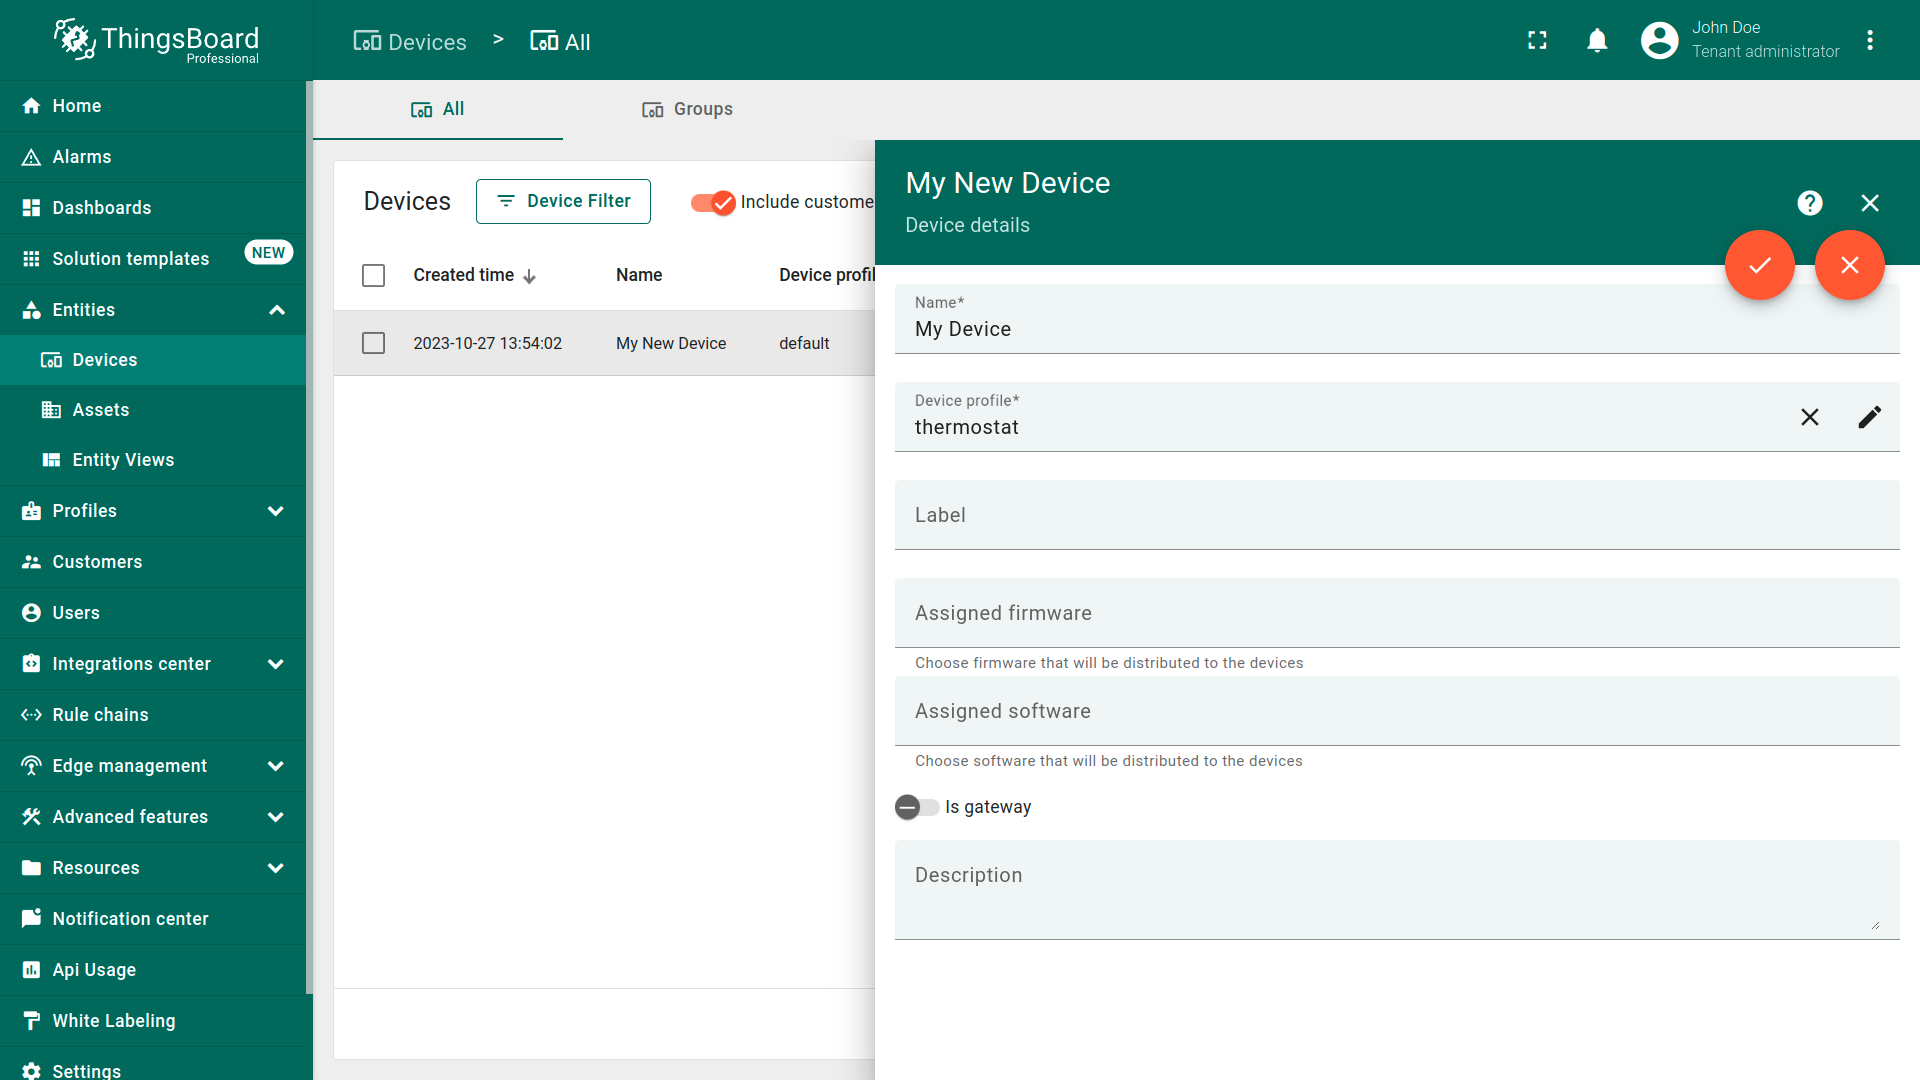 ThingsBoard
Professional
Devices > All
John Doe
Tenant administrator
Home
Alarms
Dashboards
Solution templates NEW
Entities
Devices
Assets
Entity Views
Profiles
Customers
Users
Integrations center
Rule chains
Edge management
Advanced features
Resources
Notification center
Api Usage
White Labeling
Settings
All
Groups
Devices
Device Filter
Include custome
Created time
Name
Device profil
2023-10-27 13:54:02
My New Device
default
My New Device
Device details
Name*
My Device
Device profile*
thermostat
Label
Assigned firmware
Choose firmware that will be distributed to the devices
Assigned software
Choose software that will be distributed to the devices
Is gateway
Description